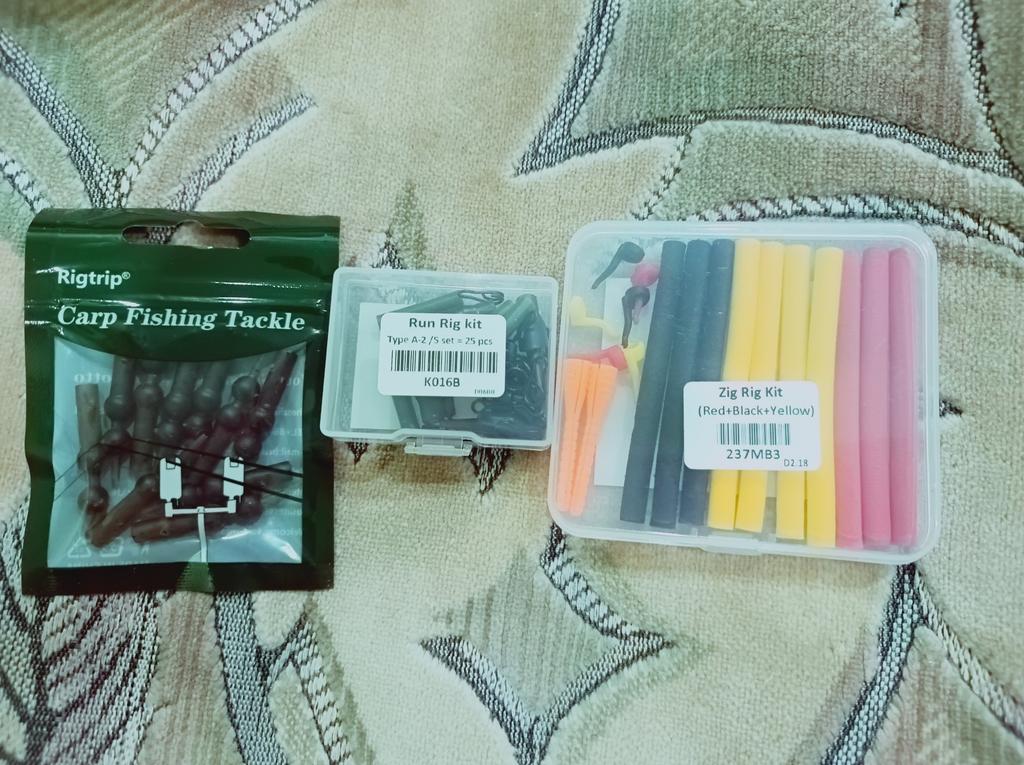 Rigtrip®
Carp Fishing Tackle
Run Rig kit
Type A-2 /5 set = 25 pcs
K016B
Zig Rig Kit
(Red+Black+Yellow)
237MB3
D2.18